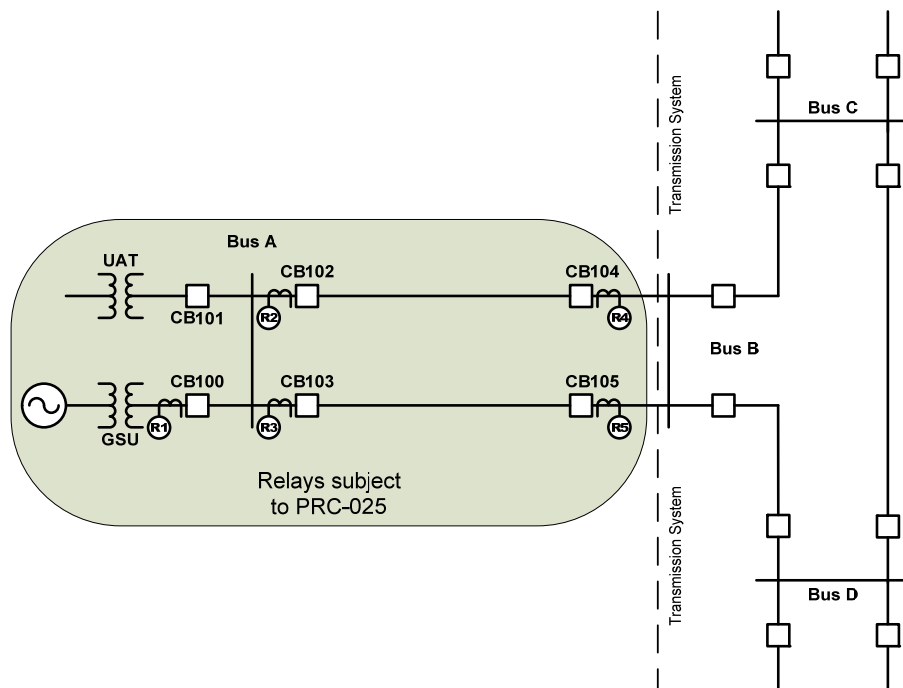 Transmission System
Bus C
Bus A
UAT
CB102
CB104
CB101
R2
R4
Bus B
CB100
CB103
CB105
GSU
R1
R3
R5
Relays subject
to PRC-025
Transmission System
Bus D